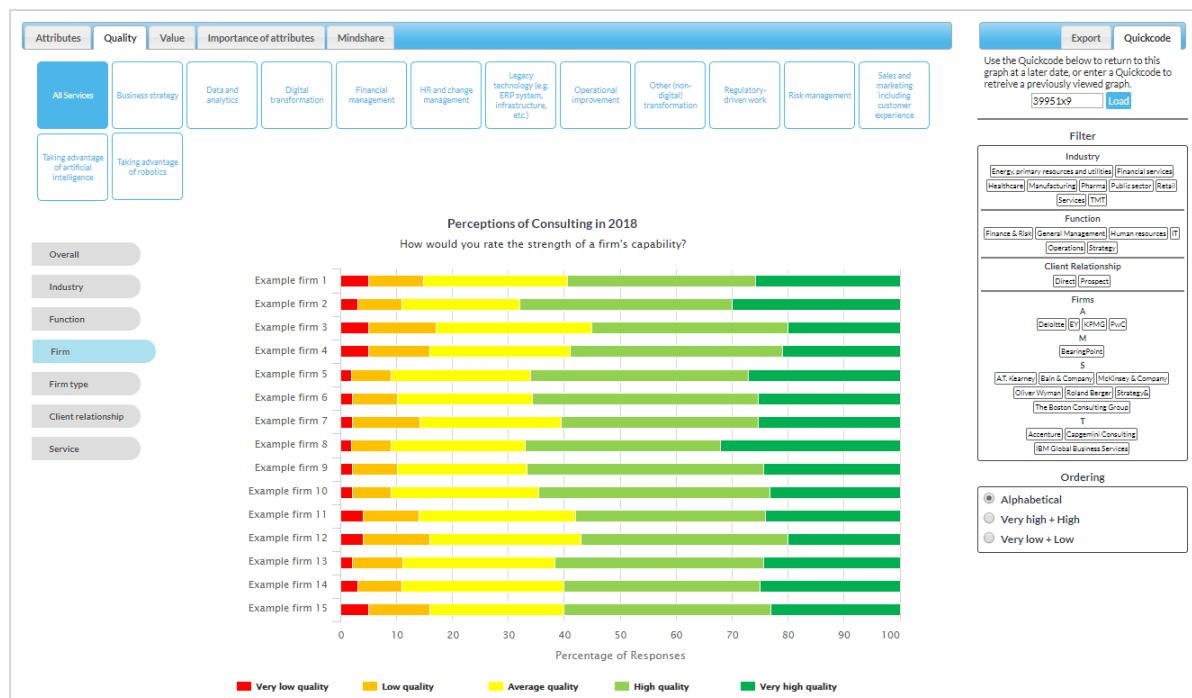 Attributes
Quality
Value
Importance of attributes
Mindshare
Export
Quickcode
All Services
Business strategy
Data and
analytics
Digital
transformation
Financial
management
HR and change
management
Legacy
technology (e.g.
ERP system,
infrastructure,
etc.)
Operational
improvement
Other (non-
digital)
transformation
Regulatory-
driven work
Risk management
Sales and
marketing
including
customer
experience
Taking advantage
of artificial
intelligence
Taking advantage
of robotics
Use the Quickcode below to return to this
graph at a later date, or enter a Quickcode to
retreive a previously viewed graph.
39951x9 Load
Filter
Industry
Energy, primary resources and utilities Financial services
Healthcare Manufacturing Pharma Public sector Retail
Services TMT
Function
Finance & Risk General Management Human resources IT
Operations Strategy
Client Relationship
Direct Prospect
Firms
A
Deloitte EY KPMG PwC
M
BearingPoint
S
A.T. Kearney Bain & Company McKinsey & Company
Oliver Wyman Roland Berger Strategy&
The Boston Consulting Group
T
Accenture Capgemini Consulting
IBM Global Business Services
Ordering
Alphabetical
Very high + High
Very low + Low
Overall
Industry
Function
Firm
Firm type
Client relationship
Service
Perceptions of Consulting in 2018
How would you rate the strength of a firm's capability?
Example firm 1
Example firm 2
Example firm 3
Example firm 4
Example firm 5
Example firm 6
Example firm 7
Example firm 8
Example firm 9
Example firm 10
Example firm 11
Example firm 12
Example firm 13
Example firm 14
Example firm 15
0 10 20 30 40 50 60 70 80 90 100
Percentage of Responses
Very low quality Low quality Average quality High quality Very high quality